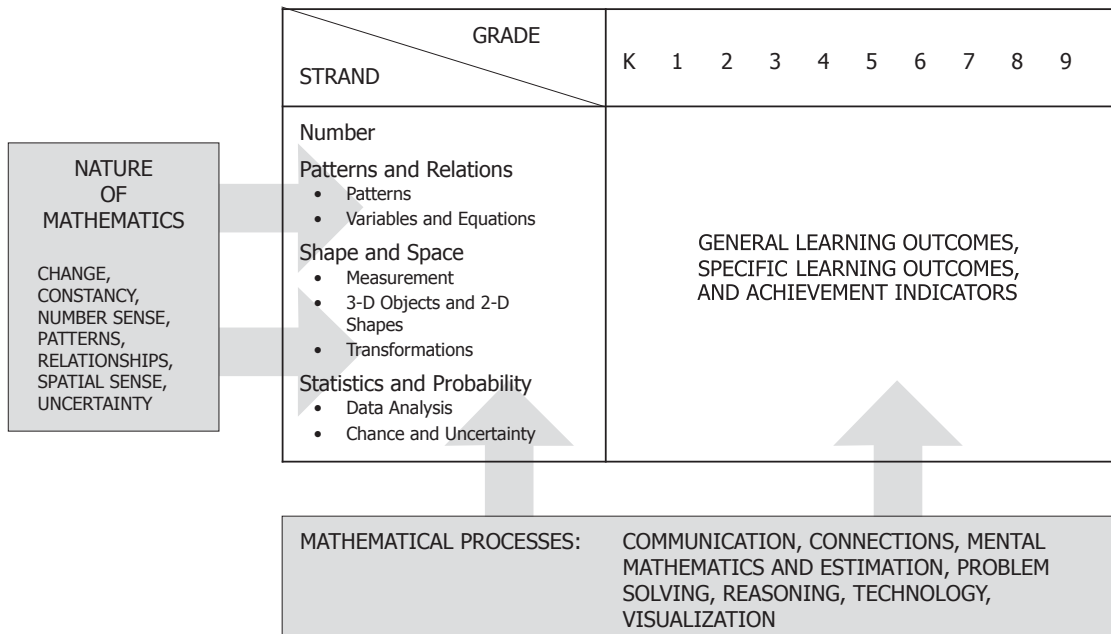 GRADE
STRAND
K 1 2 3 4 5 6 7 8 9
NATURE
OF
MATHEMATICS
CHANGE,
CONSTANCY,
NUMBER SENSE,
PATTERNS,
RELATIONSHIPS,
SPATIAL SENSE,
UNCERTAINTY
Number
Patterns and Relations
• Patterns
• Variables and Equations
Shape and Space
• Measurement
• 3-D Objects and 2-D
Shapes
• Transformations
Statistics and Probability
• Data Analysis
• Chance and Uncertainty
GENERAL LEARNING OUTCOMES,
SPECIFIC LEARNING OUTCOMES,
AND ACHIEVEMENT INDICATORS
MATHEMATICAL PROCESSES:
COMMUNICATION, CONNECTIONS, MENTAL
MATHEMATICS AND ESTIMATION, PROBLEM
SOLVING, REASONING, TECHNOLOGY,
VISUALIZATION